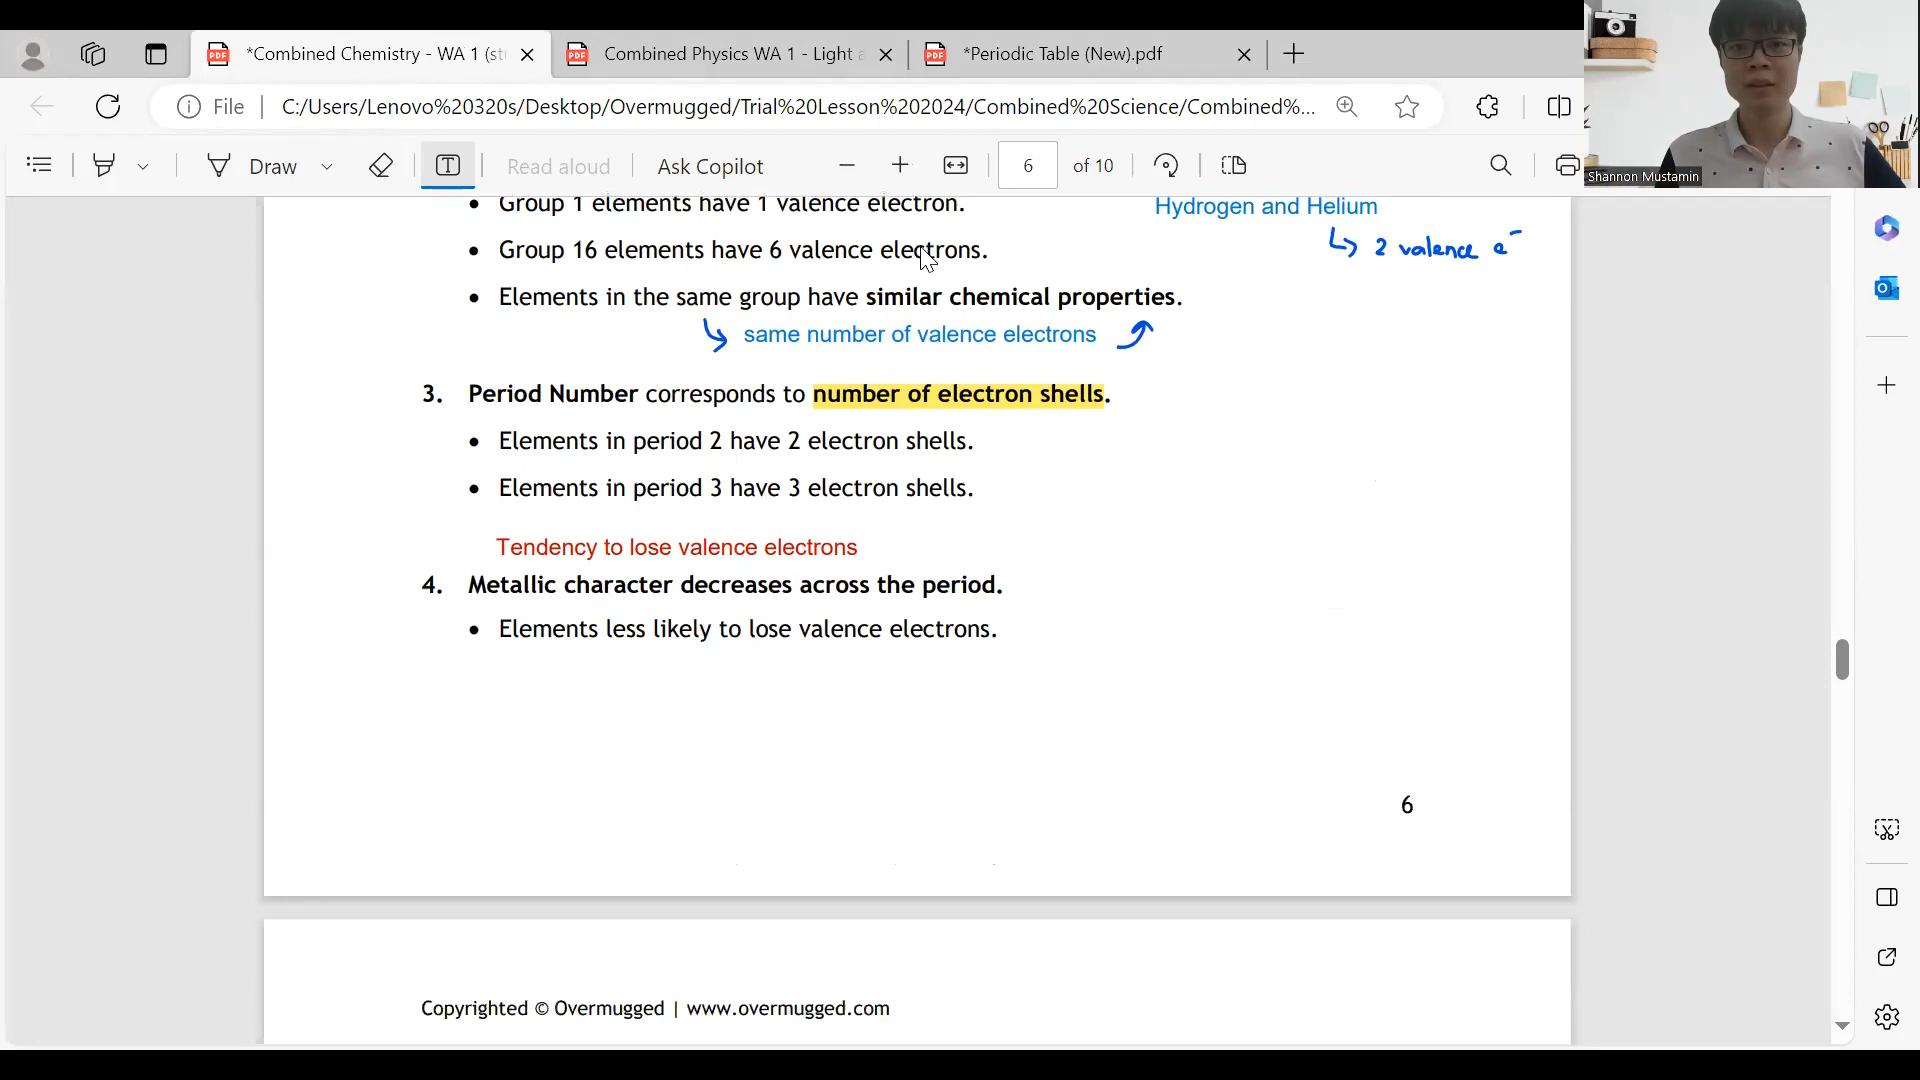 *Combined Chemistry - WA 1 (st
Combined Physics WA 1 - Light a
*Periodic Table (New).pdf
File
C:/Users/Lenovo%20320s/Desktop/Overmugged/Trial%20Lesson%202024/Combined%20Science/Combined%...
Draw
Read aloud
Ask Copilot
6
of 10
Shannon Mustamin
• Group 1 elements have 1 valence electron.
Hydrogen and Helium
• Group 16 elements have 6 valence electrons.
↳ 2 valence e⁻
• Elements in the same group have similar chemical properties.
same number of valence electrons
3. Period Number corresponds to number of electron shells.
• Elements in period 2 have 2 electron shells.
• Elements in period 3 have 3 electron shells.
Tendency to lose valence electrons
4. Metallic character decreases across the period.
• Elements less likely to lose valence electrons.
6
Copyrighted © Overmugged | www.overmugged.com